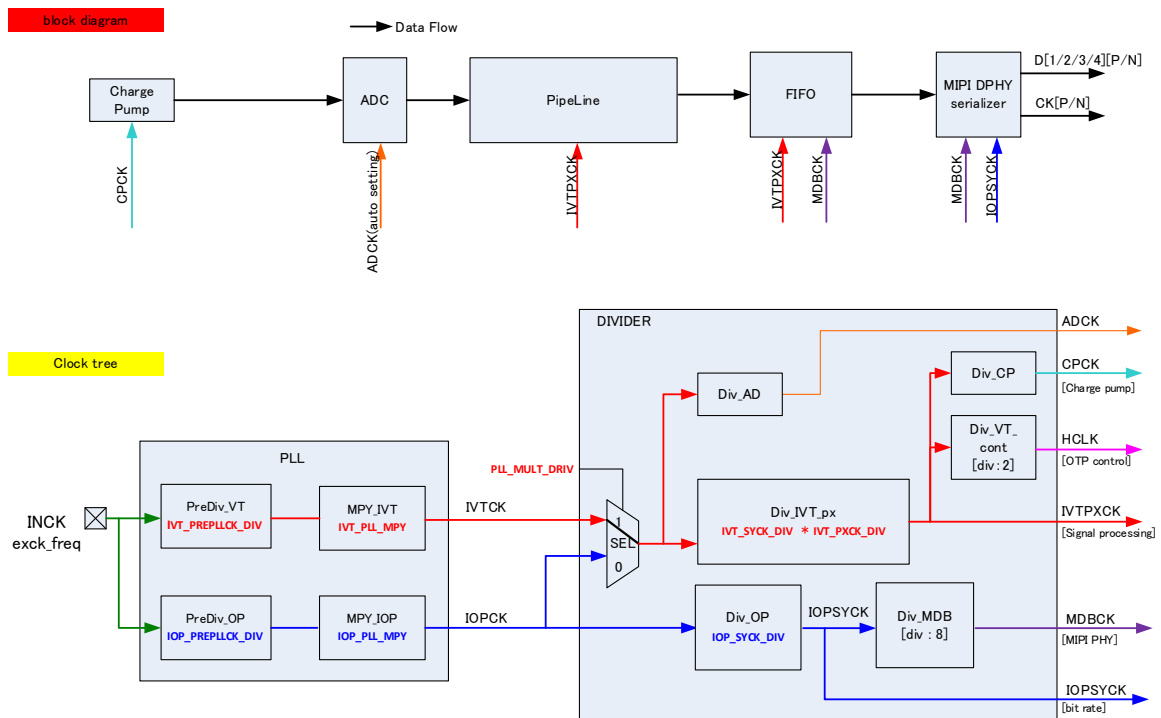 block diagram
Data Flow
Charge
Pump
ADC
PipeLine
FIFO
MIPI DPHY
serializer
D[1/2/3/4][P/N]
CK[P/N]
CPCK
ADCK(auto setting)
IVTPXCK
IVTPXCK
MDBCK
MDBCK
IOPSYCK
Clock tree
DIVIDER
ADCK
Div_AD
Div_CP
CPCK
[Charge pump]
Div_VT_
cont
[div: 2]
HCLK
[OTP control]
PLL
PLL_MULT_DRIV
INCK
exck_freq
PreDiv_VT
IVT_PREPLLCK_DIV
MPY_IVT
IVT_PLL_MPY
IVTCK
1
SEL
0
Div_IVT_px
IVT_SYCK_DIV * IVT_PXCK_DIV
IVTPXCK
[Signal processing]
PreDiv_OP
IOP_PREPLLCK_DIV
MPY_IOP
IOP_PLL_MPY
IOPCK
Div_OP
IOP_SYCK_DIV
IOPSYCK
Div_MDB
[div : 8]
MDBCK
[MIPI PHY]
IOPSYCK
[bit rate]